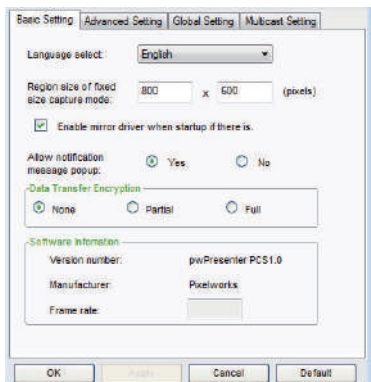 Basic Setting Advanced Setting Global Setting Multicast Setting
Language select: English
Region size of fixed size capture mode: 800 x 600 (pixels)
Enable mirror driver when startup if there is.
Allow notification message popup: Yes No
Data Transfer Encryption
None Partial Full
Software Infomation
Version number: pwPresenter PCS1.0
Manufacturer: Pixelworks
Frame rate:
OK Apply Cancel Default